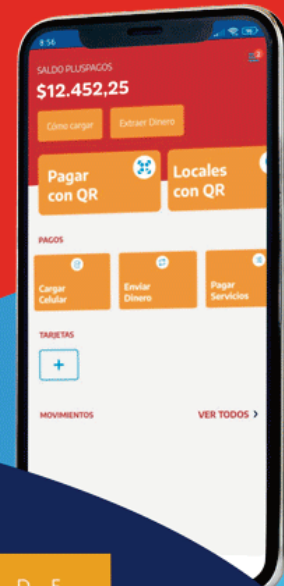 8:56
SALDO PLUSPAGOS
$12.452,25
Cómo cargar
Extraer Dinero
Pagar
con QR
Locales
con QR
PAGOS
Cargar
Celular
Enviar
Dinero
Pagar
Servicios
TARJETAS
+
MOVIMIENTOS
VER TODOS >